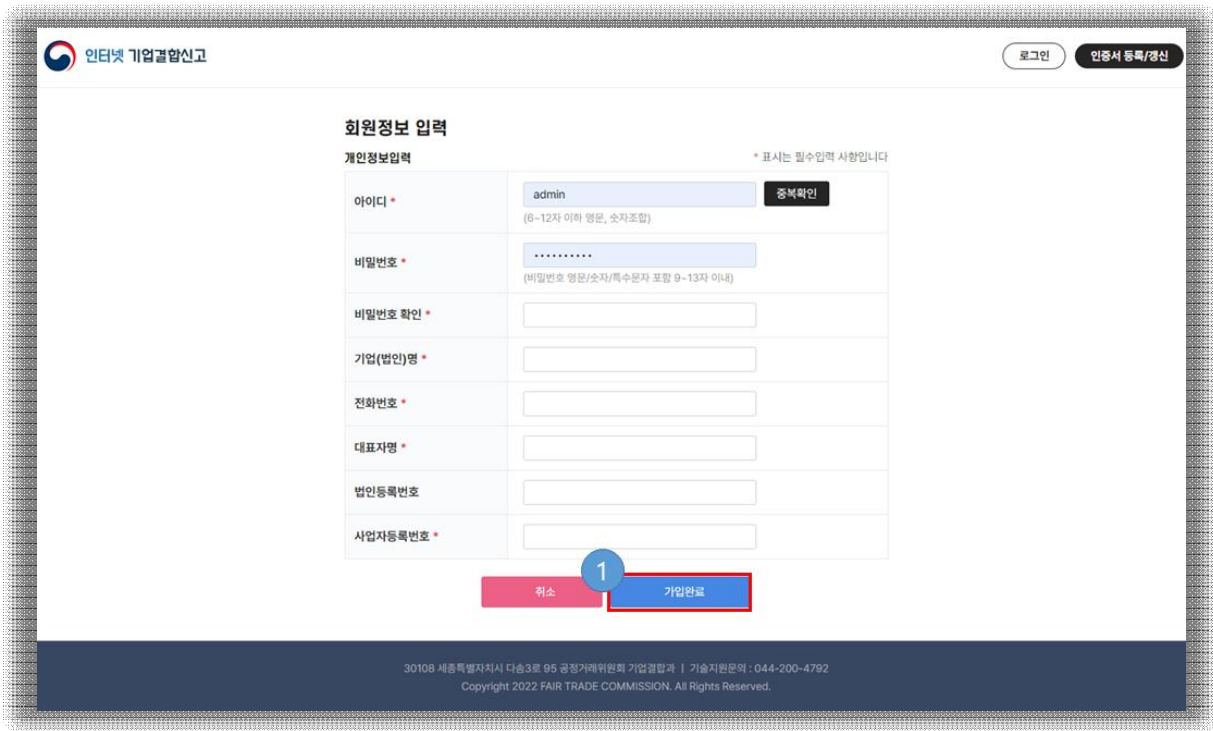 인터넷 기업결합신고
로그인
인증서 등록/갱신
회원정보 입력
개인정보입력
* 표시는 필수입력 사항입니다
아이디 *
admin
중복확인
(6~12자 이하 영문, 숫자조합)
비밀번호 *
••••••••••
(비밀번호 영문/숫자/특수문자 포함 9~13자 이내)
비밀번호 확인 *
기업(법인)명 *
전화번호 *
대표자명 *
법인등록번호
사업자등록번호 *
1
취소
가입완료
30108 세종특별자치시 다솜3로 95 공정거래위원회 기업결합과 | 기술지원문의 : 044-200-4792
Copyright 2022 FAIR TRADE COMMISSION. All Rights Reserved.